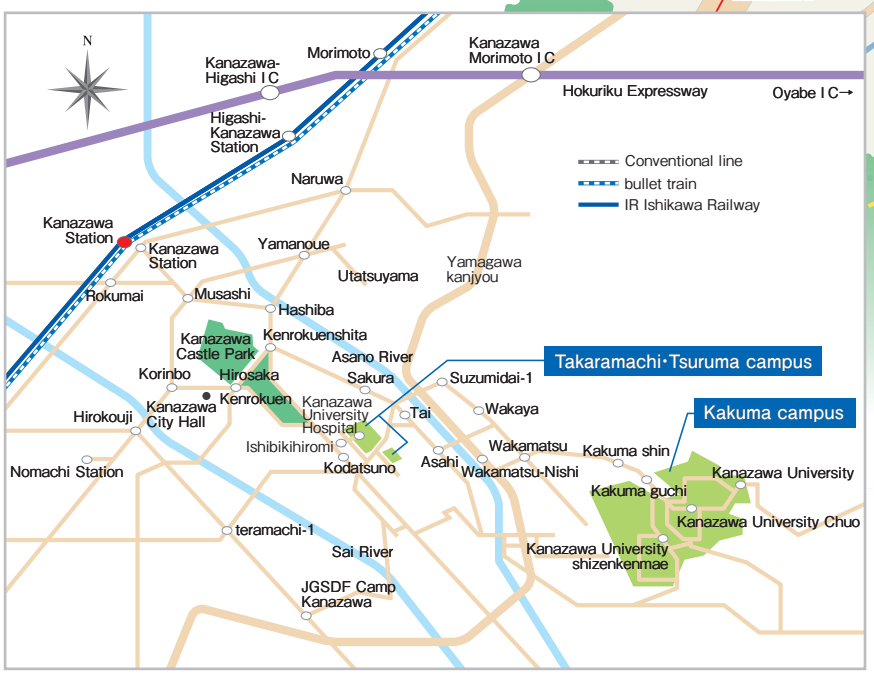 N
Morimoto
Kanazawa
Morimoto I C
Kanazawa-
Higashi I C
Hokuriku Expressway
Oyabe I C→
Higashi-
Kanazawa
Station
Conventional line
bullet train
IR Ishikawa Railway
Naruwa
Kanazawa
Station
Kanazawa
Station
Yamanoue
Utatsuyama
Yamagawa
kanjyou
Rokumai
Musashi
Hashiba
Kanazawa
Castle Park
Kenrokuenshita
Asano River
Takaramachi・Tsuruma campus
Korinbo
Hirosaka
Sakura
Suzumidai-1
Kanazawa
City Hall
Kenrokuen
Kanazawa
University
Hospital
Tai
Wakaya
Kakuma campus
Hirokouji
Ishibikihiromi
Kodatsuno
Asahi
Wakamatsu
Wakamatsu-Nishi
Kakuma shin
Nomachi Station
Kakuma guchi
Kanazawa University
Kanazawa University Chuo
teramachi-1
Sai River
Kanazawa University
shizenkenmae
JGSDF Camp
Kanazawa